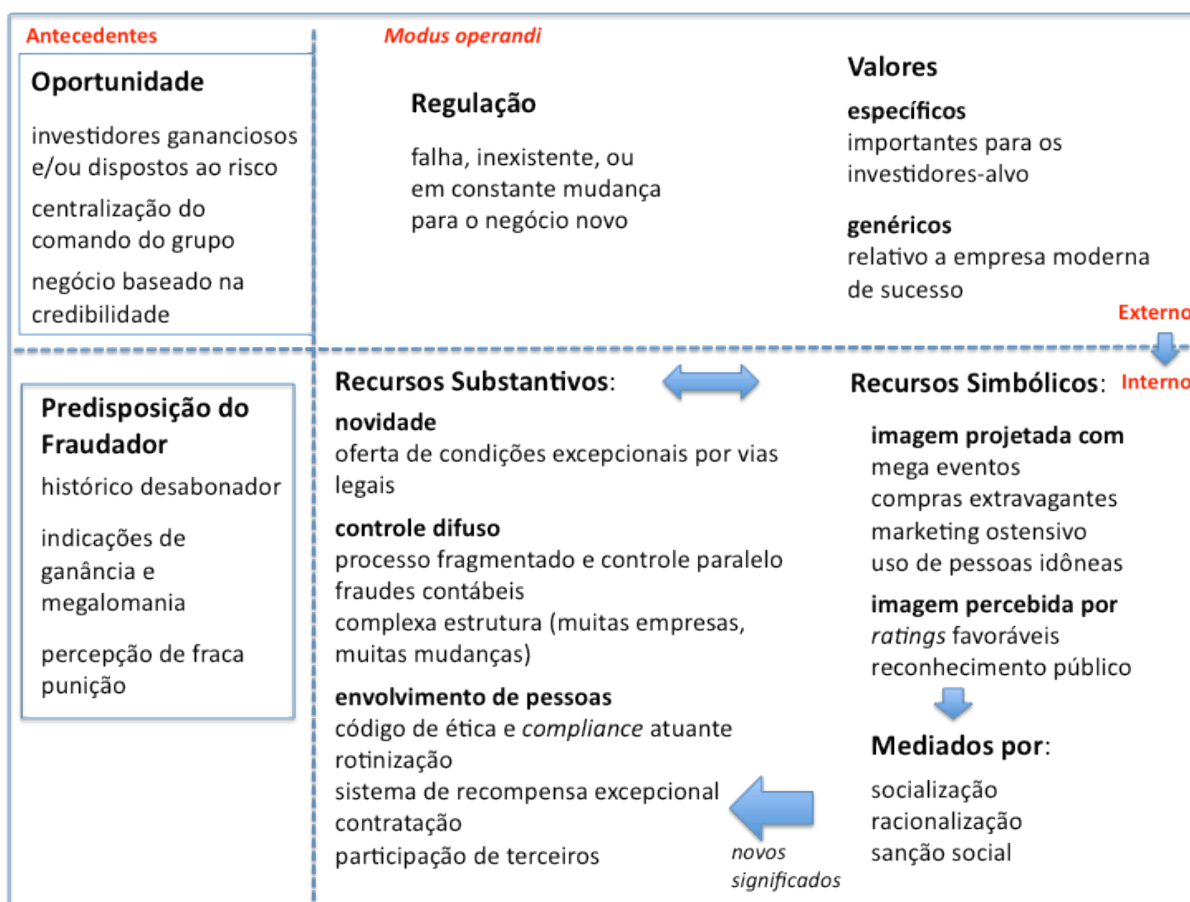 Antecedentes
Oportunidade
investidores gananciosos
e/ou dispostos ao risco
centralização do
comando do grupo
negócio baseado na
credibilidade
Modus operandi
Regulação
falha, inexistente, ou
em constante mudança
para o negócio novo
Valores
específicos
importantes para os
investidores-alvo
genéricos
relativo a empresa moderna
de sucesso
Externo
Interno
Predisposição do
Fraudador
histórico desabonador
indicações de
ganância e
megalomania
percepção de fraca
punição
Recursos Substantivos:
novidade
oferta de condições excepcionais por vias
legais
controle difuso
processo fragmentado e controle paralelo
fraudes contábeis
complexa estrutura (muitas empresas,
muitas mudanças)
envolvimento de pessoas
código de ética e compliance atuante
rotinização
sistema de recompensa excepcional
contratação
participação de terceiros
Recursos Simbólicos:
imagem projetada com
mega eventos
compras extravagantes
marketing ostensivo
uso de pessoas idôneas
imagem percebida por
ratings favoráveis
reconhecimento público
Mediados por:
socialização
racionalização
sanção social
novos
significados